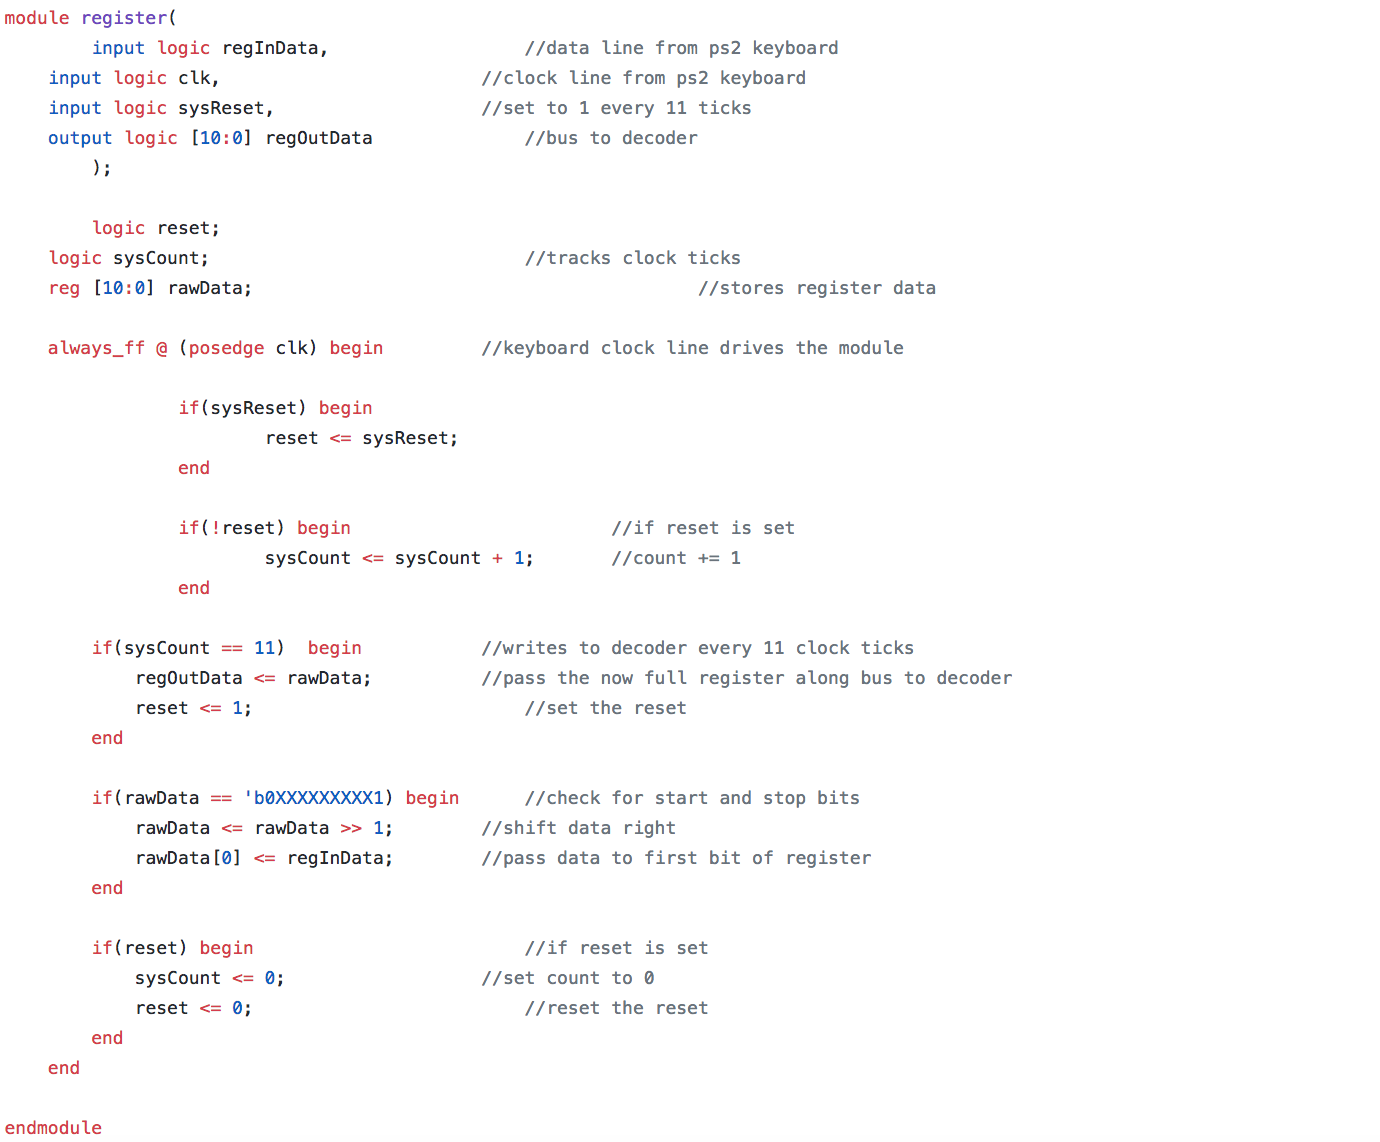 module register(
input logic regInData, //data line from ps2 keyboard
input logic clk, //clock line from ps2 keyboard
input logic sysReset, //set to 1 every 11 ticks
output logic [10:0] regOutData //bus to decoder
);
logic reset;
logic sysCount; //tracks clock ticks
reg [10:0] rawData; //stores register data
always_ff @ (posedge clk) begin //keyboard clock line drives the module
if(sysReset) begin
reset <= sysReset;
end
if(!reset) begin //if reset is set
sysCount <= sysCount + 1; //count += 1
end
if(sysCount == 11) begin //writes to decoder every 11 clock ticks
regOutData <= rawData; //pass the now full register along bus to decoder
reset <= 1; //set the reset
end
if(rawData == 'b0XXXXXXXXX1) begin //check for start and stop bits
rawData <= rawData >> 1; //shift data right
rawData[0] <= regInData; //pass data to first bit of register
end
if(reset) begin //if reset is set
sysCount <= 0; //set count to 0
reset <= 0; //reset the reset
end
end
endmodule